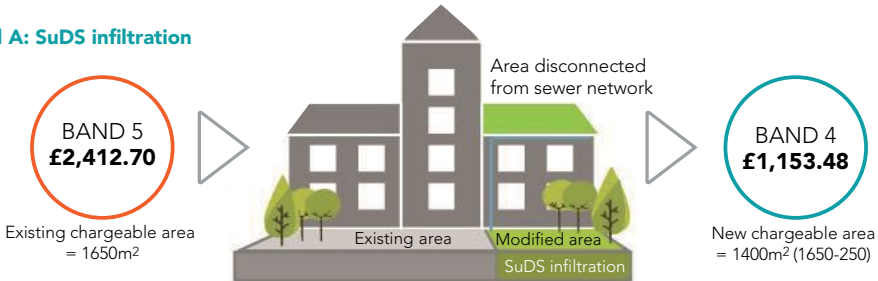 A: SuDS infiltration
Area disconnected
from sewer network
BAND 5
£2,412.70
BAND 4
£1,153.48
Existing chargeable area
= 1650m²
Existing area
Modified area
SuDS infiltration
New chargeable area
= 1400m² (1650-250)